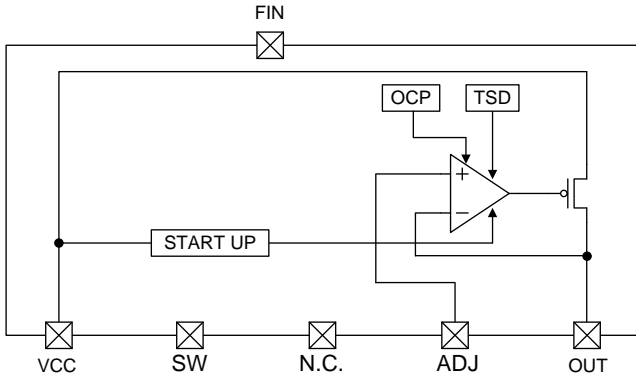 FIN
OCP
TSD
+
−
START UP
VCC
SW
N.C.
ADJ
OUT